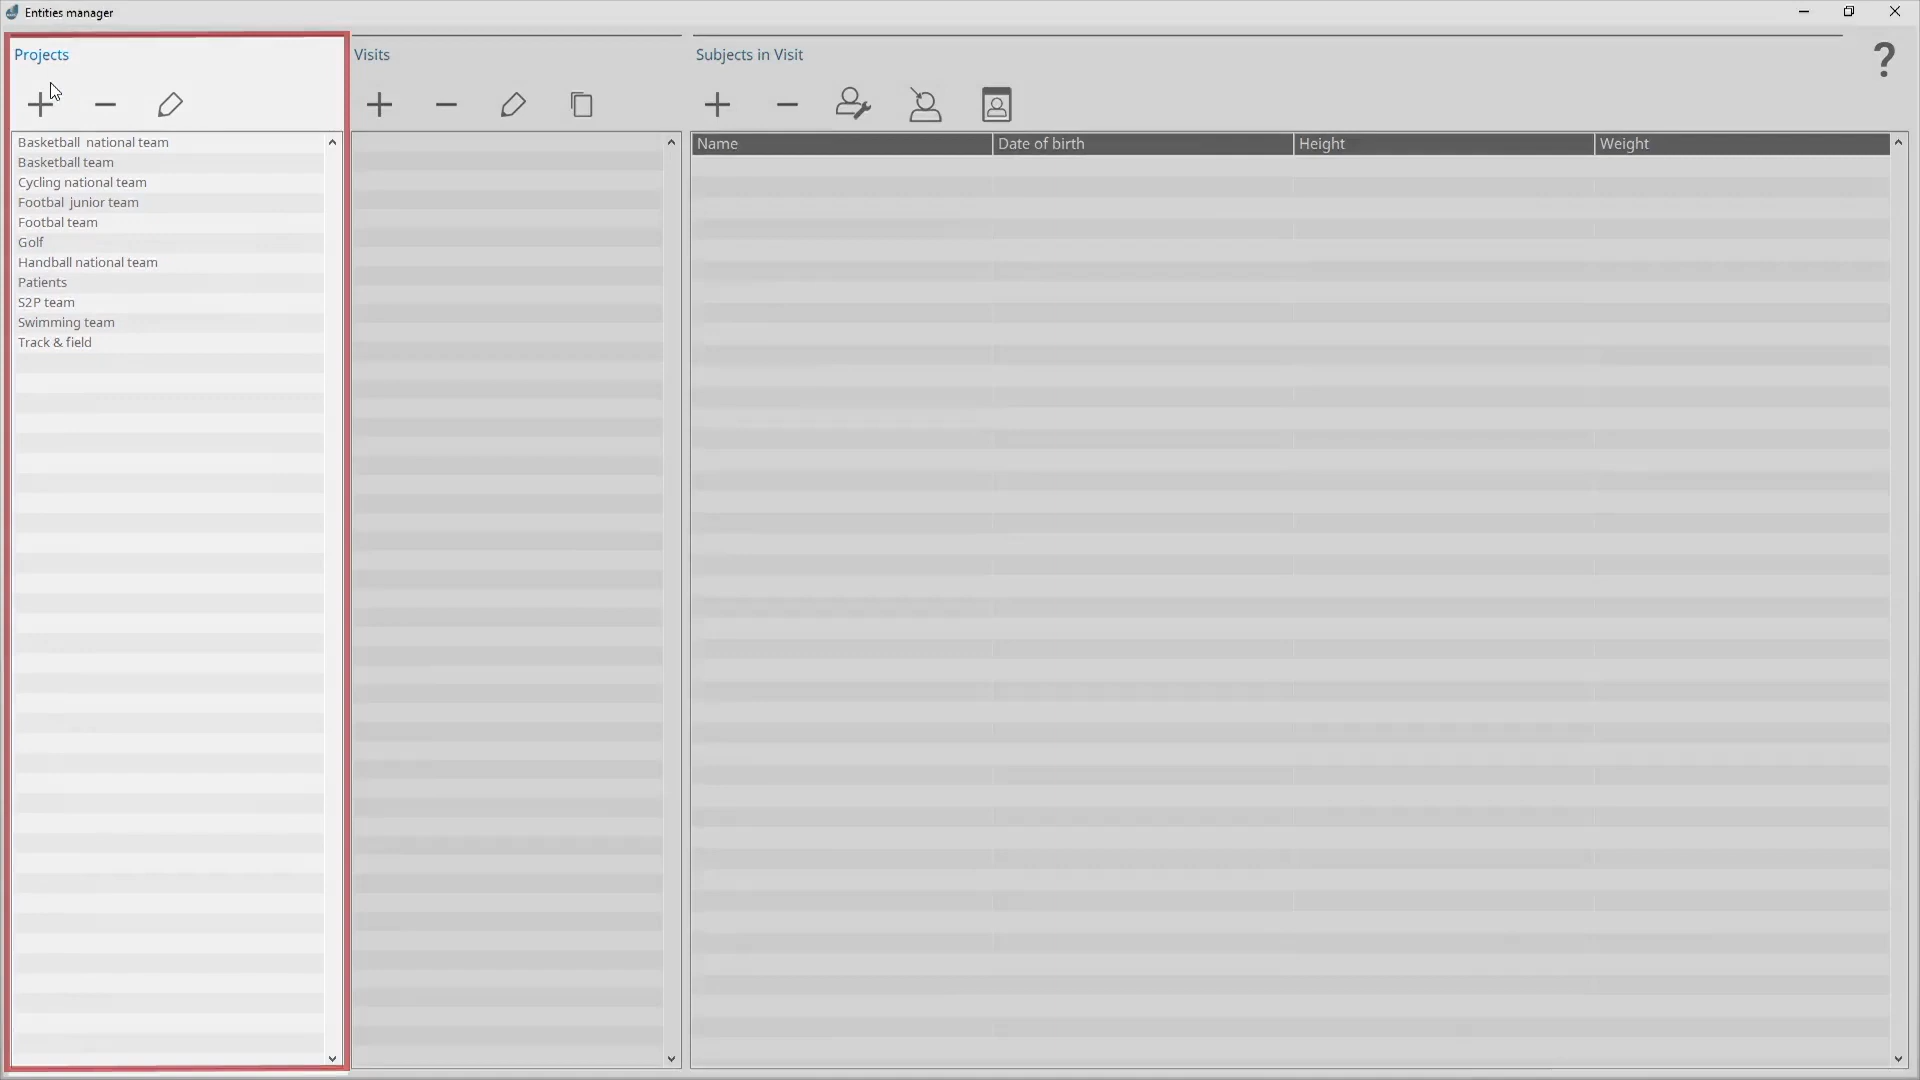 Entities manager
Projects
Visits
Subjects in Visit
?
Name
Date of birth
Height
Weight
Basketball  national team
Basketball team
Cycling national team
Footbal  junior team
Footbal team
Golf
Handball national team
Patients
S2P team
Swimming team
Track & field